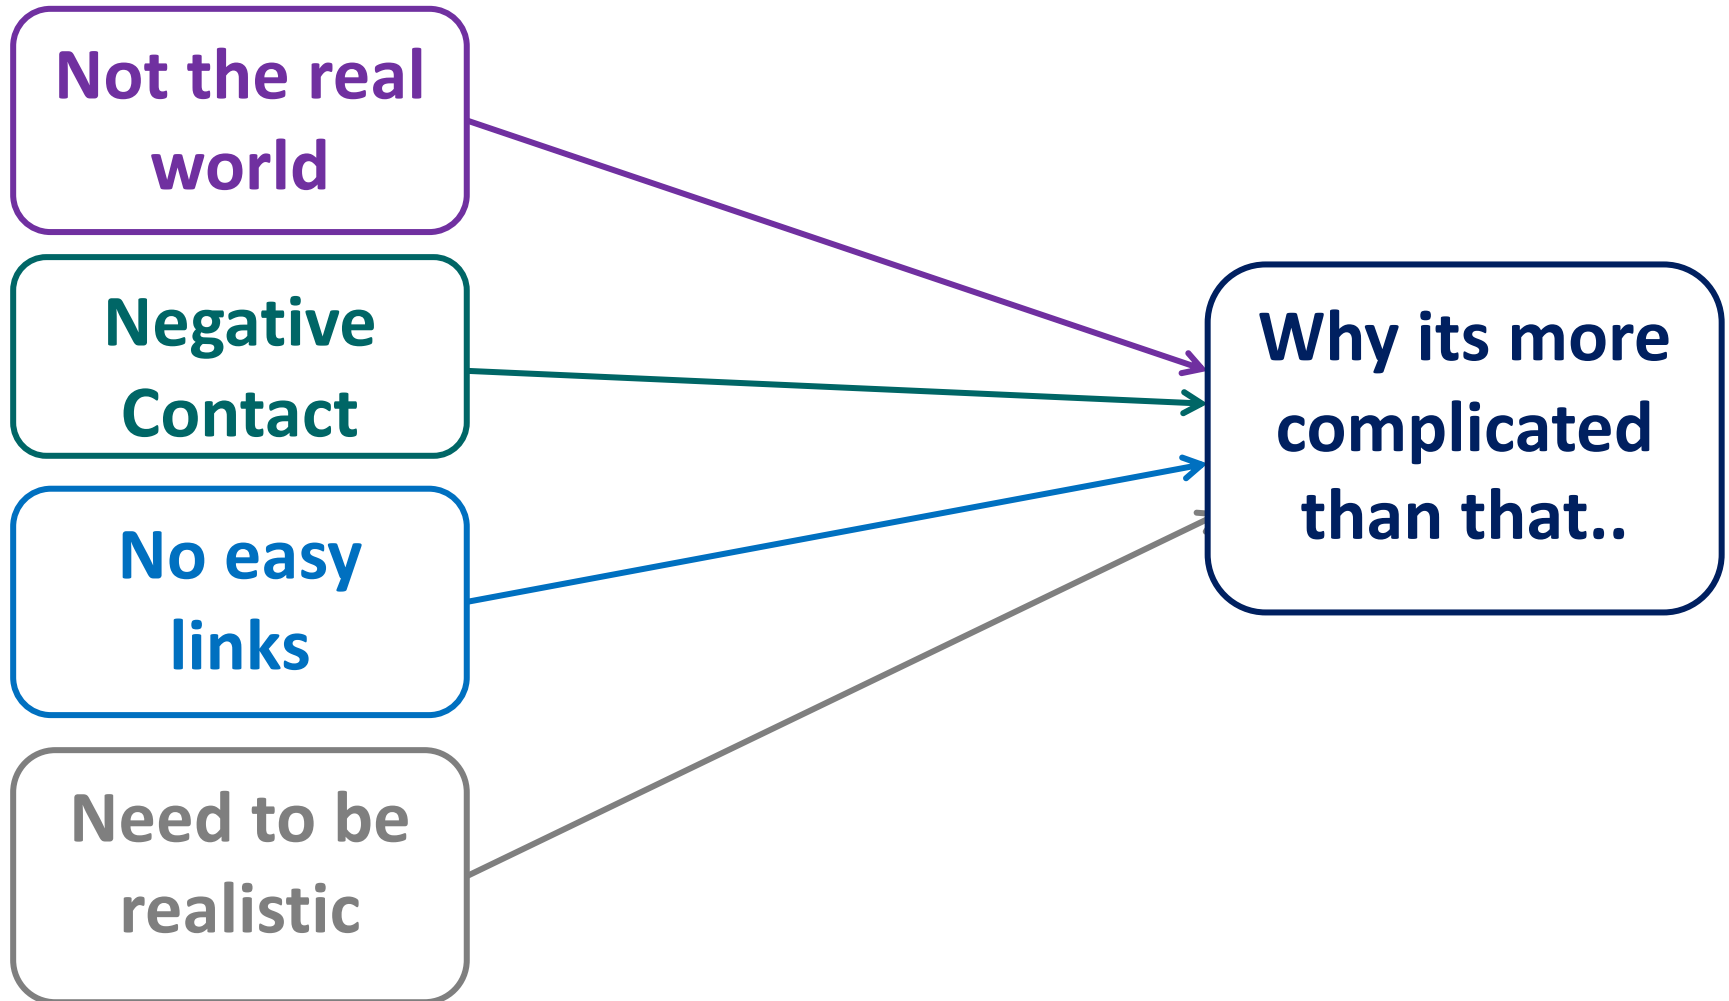 Not the real
world
Negative
Contact
No easy
links
Need to be
realistic
Why its more
complicated
than that..